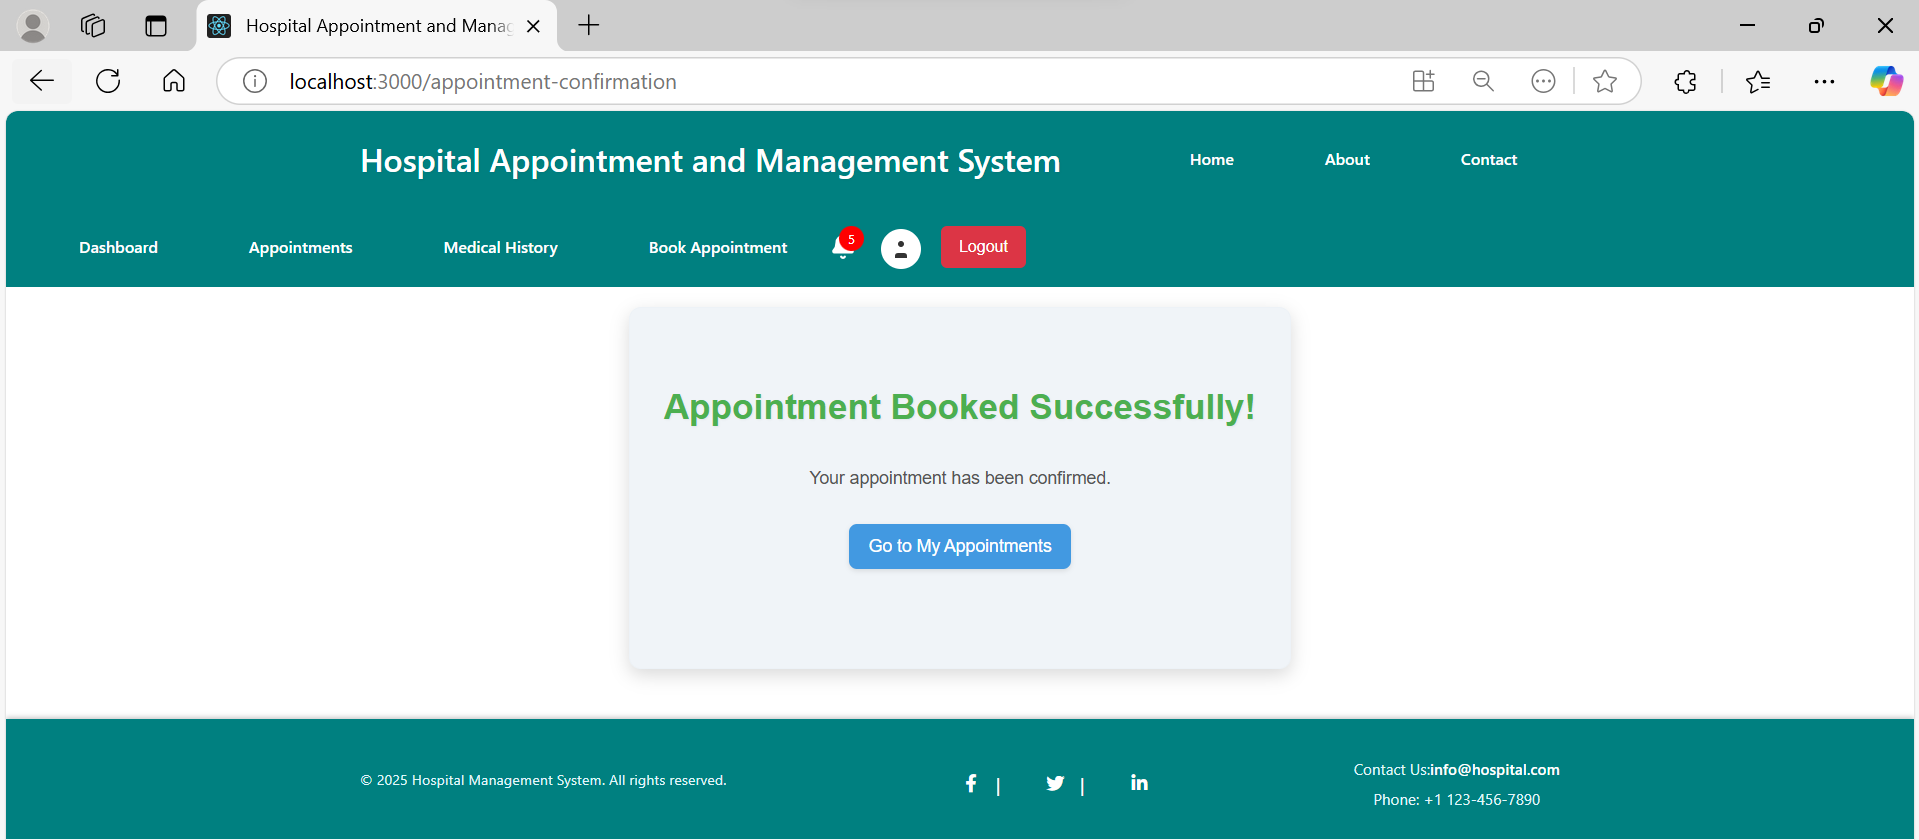 Hospital Appointment and Manag
localhost:3000/appointment-confirmation
Hospital Appointment and Management System
Home
About
Contact
Dashboard
Appointments
Medical History
Book Appointment
5
Logout
Appointment Booked Successfully!
Your appointment has been confirmed.
Go to My Appointments
© 2025 Hospital Management System. All rights reserved.
| |
Contact Us:info@hospital.com
Phone: +1 123-456-7890